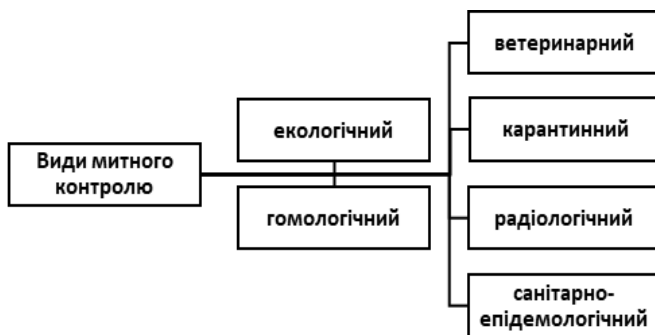 Види митного
контролю
екологічний
гомологічний
ветеринарний
карантинний
радіологічний
санітарно-
епідемологічний